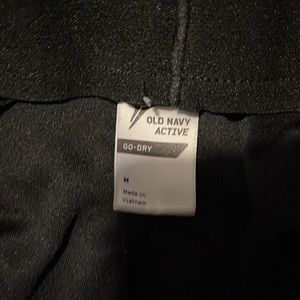 OLD NAVY
ACTIVE
GO-DRY
M
Made in
Vietnam